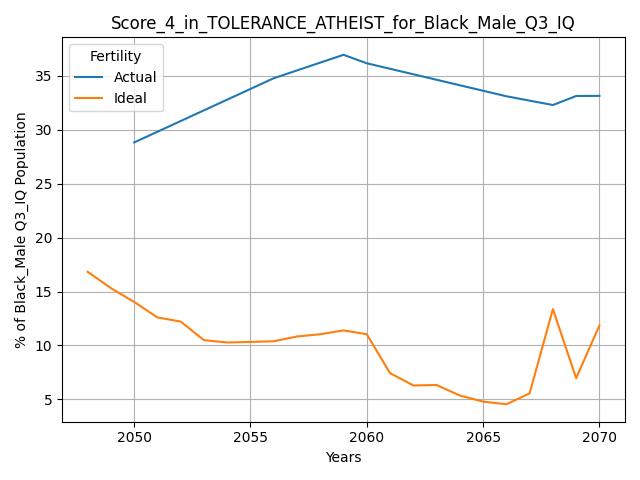 Score_4_in_TOLERANCE_ATHEIST_for_Black_Male_Q3_IQ
Fertility
Actual
Ideal
% of Black_Male Q3_IQ Population
35
30
25
20
15
10
5
2050
2055
2060
2065
2070
Years